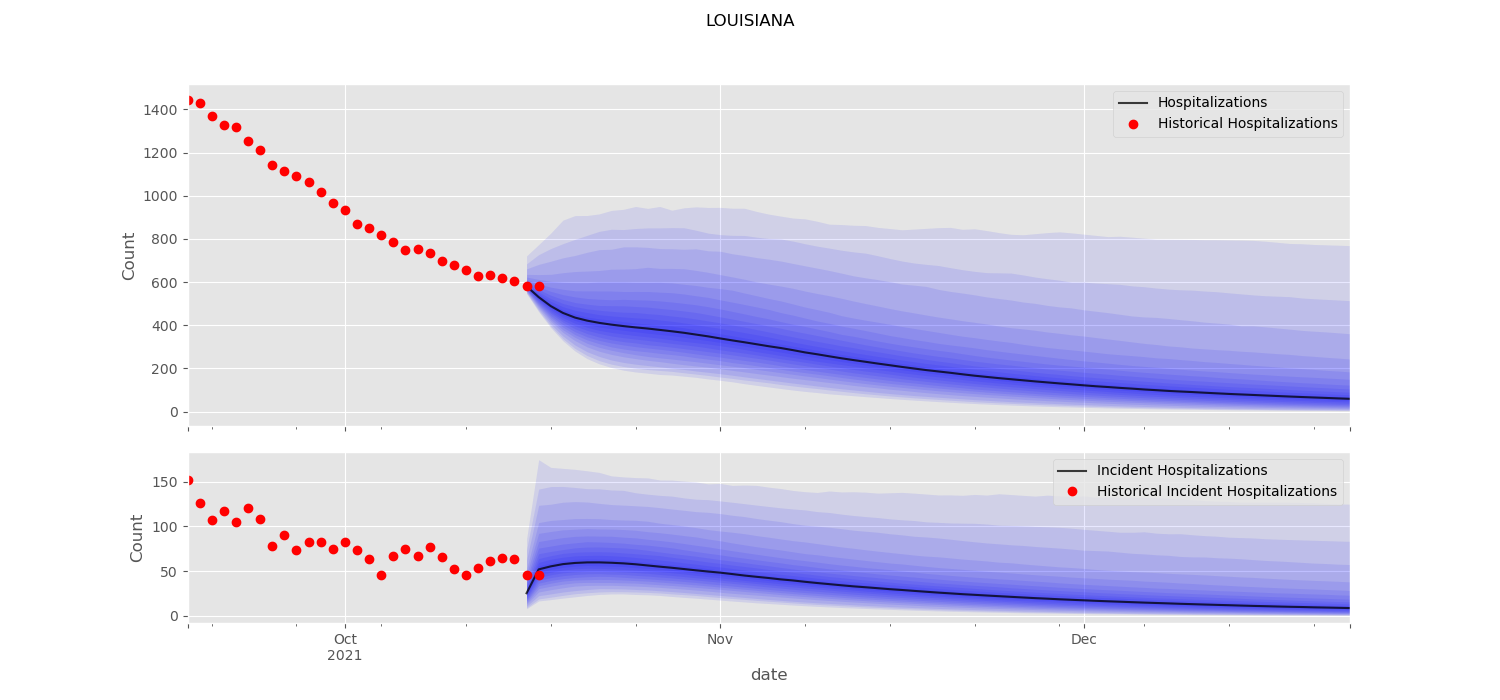 LOUISIANA
Hospitalizations
Historical Hospitalizations
1400
1200
1000
800
600
400
200
0
Count
Incident Hospitalizations
Historical Incident Hospitalizations
150
100
50
0
Count
Oct
2021
Nov
Dec
date